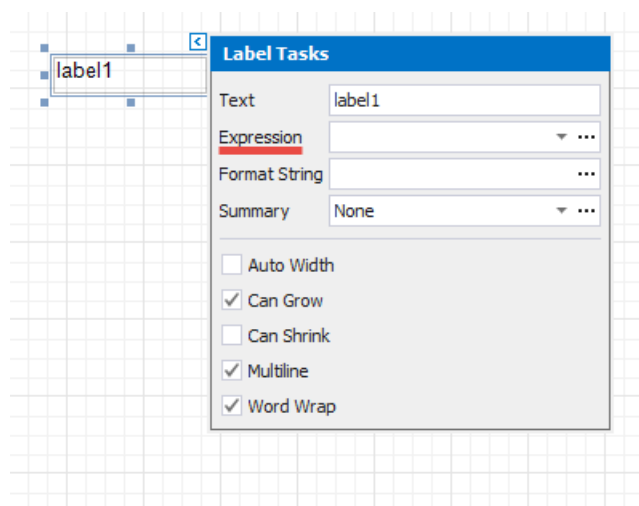 label1
Label Tasks
Text label1
Expression
Format String
Summary None
Auto Width
Can Grow
Can Shrink
Multiline
Word Wrap